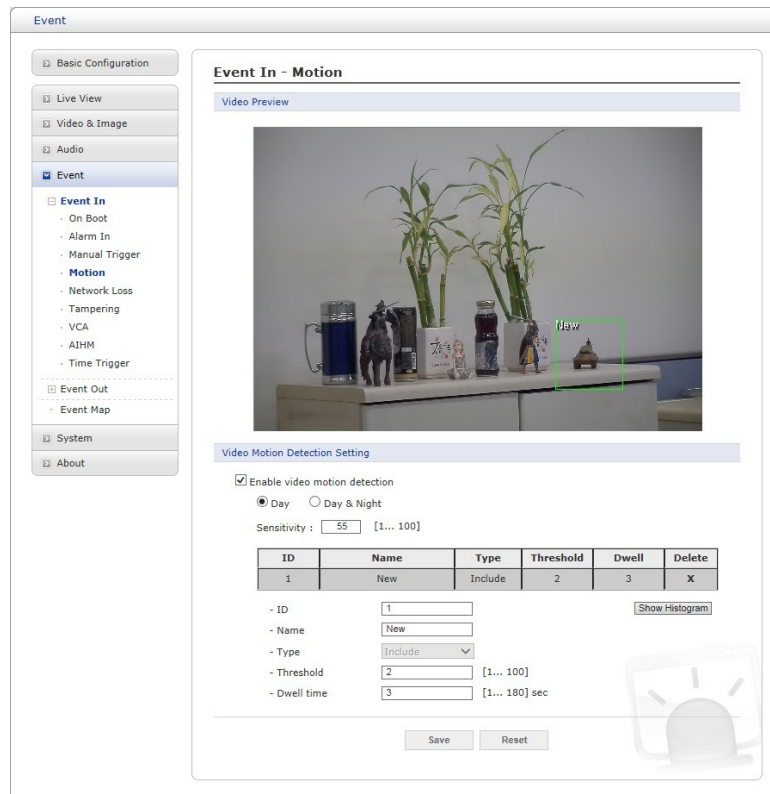 Event
Basic Configuration
Live View
Video & Image
Audio
Event
Event In
On Boot
Alarm In
Manual Trigger
Motion
Network Loss
Tampering
VCA
AIHM
Time Trigger
Event Out
Event Map
System
About
Event In - Motion
Video Preview
New
Video Motion Detection Setting
Enable video motion detection
Day Day & Night
Sensitivity : 55 [1... 100]
ID Name Type Threshold Dwell Delete
1 New Include 2 3 X
- ID 1 Show Histogram
- Name New
- Type Include
- Threshold 2 [1... 100]
- Dwell time 3 [1... 180] sec
Save Reset